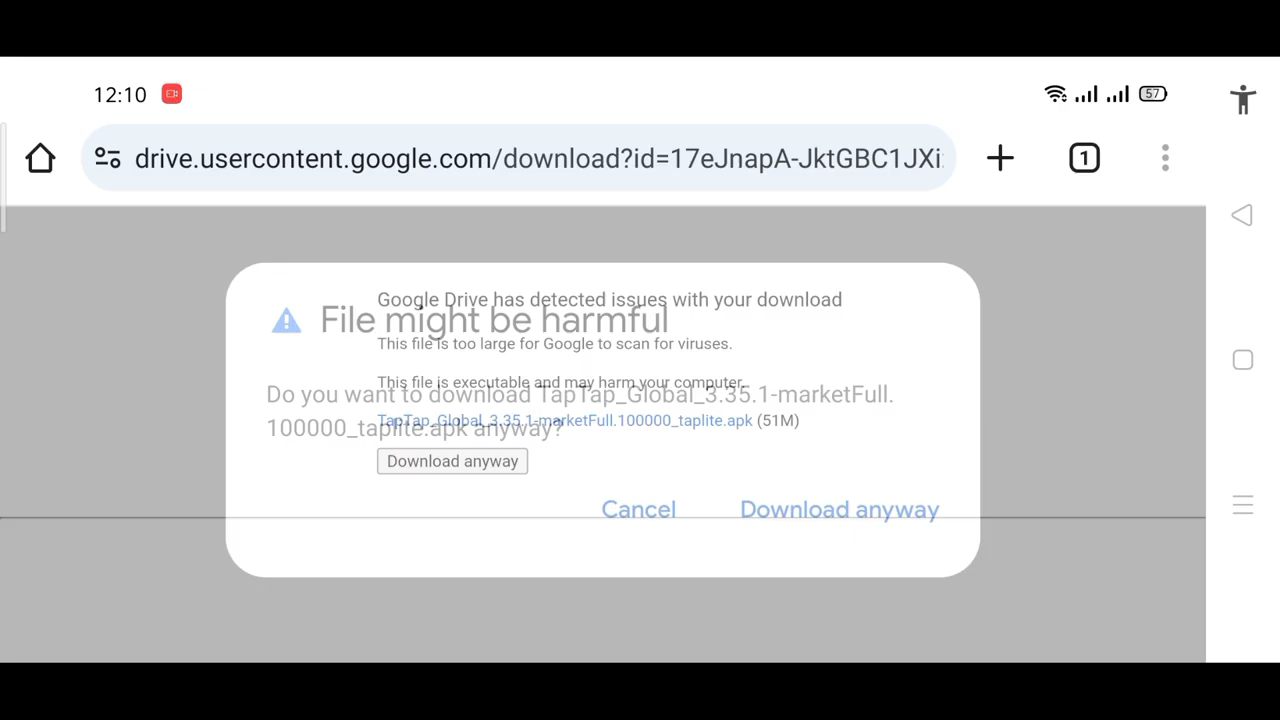 12:10
57
drive.usercontent.google.com/download?id=17eJnapA-JktGBC1JXi
1
Google Drive has detected issues with your download
File might be harmful
This file is too large for Google to scan for viruses.
This file is executable and may harm your computer.
Do you want to download TapTap_Global_3.35.1-marketFull.
100000_taplite.apk anyway?
TapTap_Global_3.35.1-marketFull.100000_taplite.apk (51M)
Download anyway
Cancel
Download anyway